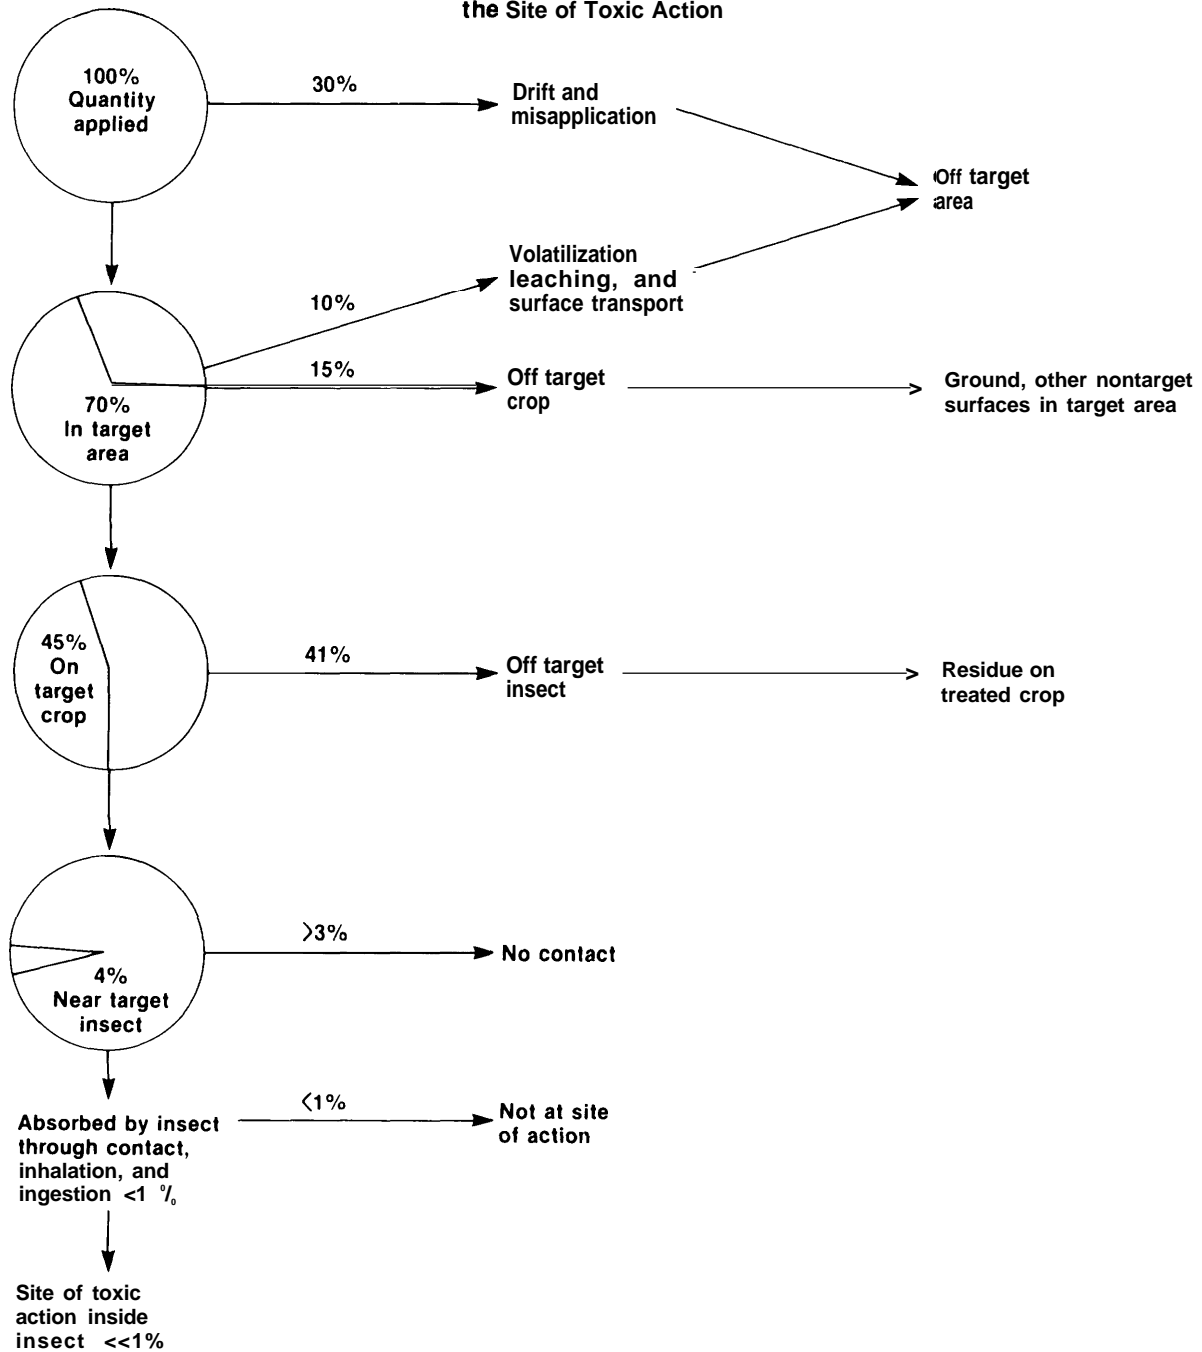 the Site of Toxic Action
100%
Quantity
applied
30%
Drift and
misapplication
Off target
area
Volatilization
leaching, and
surface transport
10%
15%
Off target
crop
Ground, other nontarget
surfaces in target area
70%
In target
area
45%
On
target
crop
41%
Off target
insect
Residue on
treated crop
>3%
No contact
4%
Near target
insect
<1%
Not at site
of action
Absorbed by insect
through contact,
inhalation, and
ingestion <1 %
Site of toxic
action inside
insect <<1%